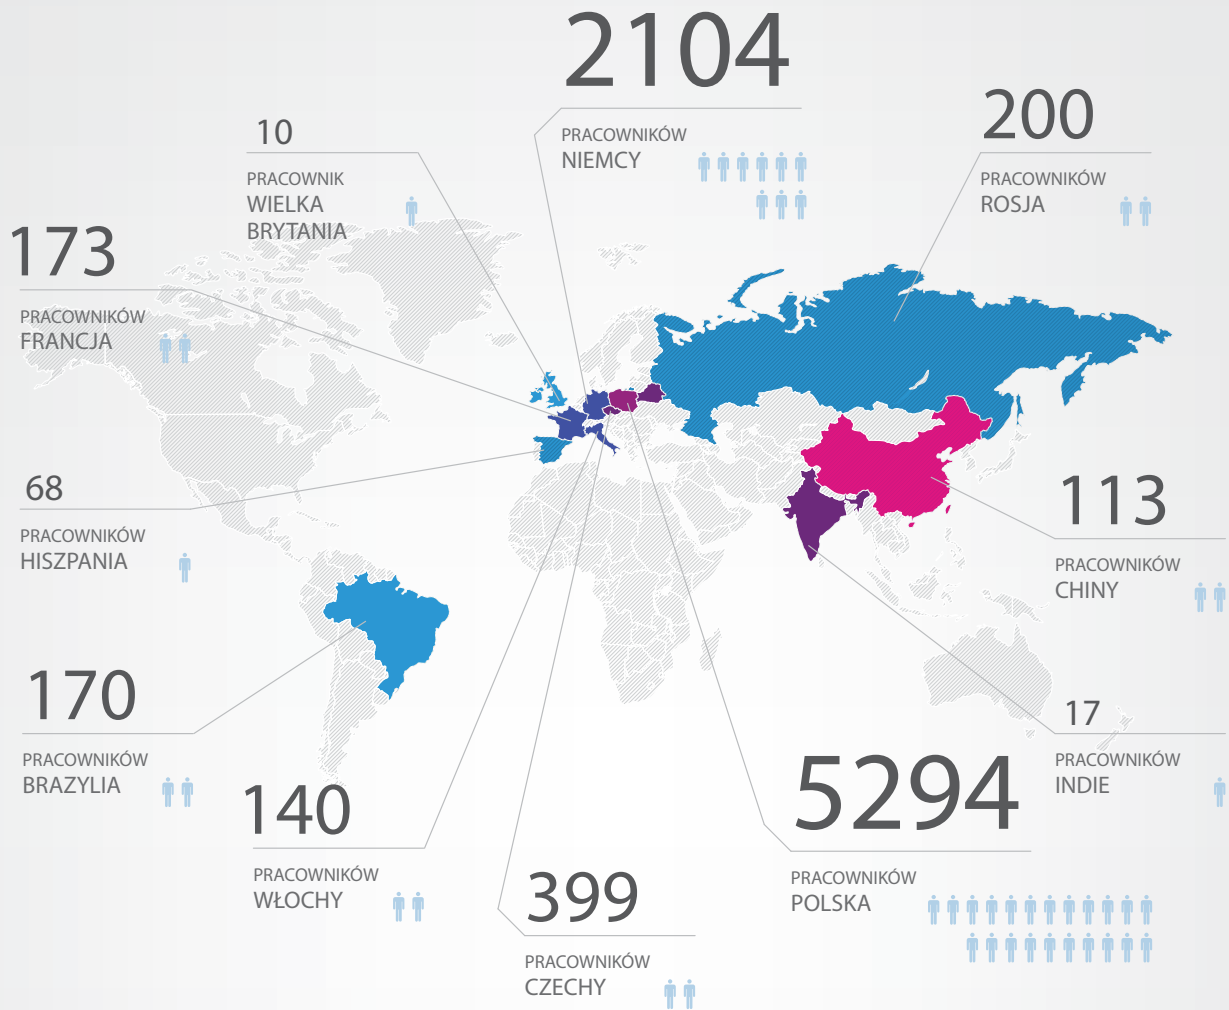 2104
PRACOWNIKÓW
NIEMCY
200
PRACOWNIKÓW
ROSJA
10
PRACOWNIK
WIELKA
BRYTANIA
173
PRACOWNIKÓW
FRANCJA
68
PRACOWNIKÓW
HISZPANIA
113
PRACOWNIKÓW
CHINY
170
PRACOWNIKÓW
BRAZYLIA
17
PRACOWNIKÓW
INDIE
140
PRACOWNIKÓW
WŁOCHY
5294
PRACOWNIKÓW
POLSKA
399
PRACOWNIKÓW
CZECHY